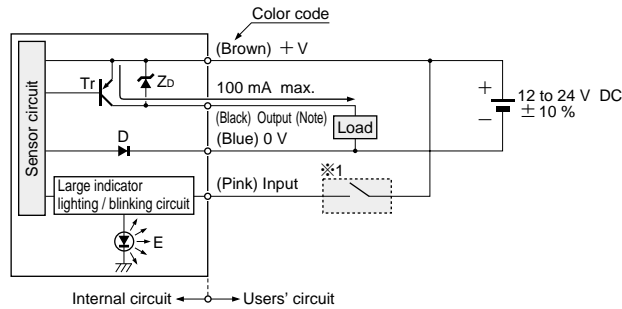 Color code
(Brown) +V
Tr
ZD
100 mA max.
(Black) Output (Note)
Load
+
−
12 to 24 V DC
± 10 %
Sensor circuit
D
(Blue) 0 V
※1
(Pink) Input
Large indicator
lighting / blinking circuit
E
Internal circuit
Users' circuit